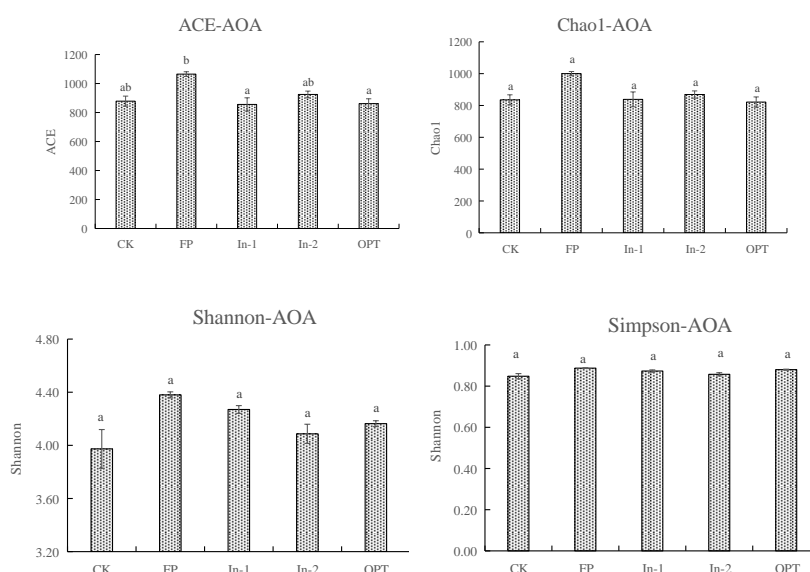 ACE-AOA
1200
1000
800
600
400
200
0
ACE
ab
b
a
ab
a
CK FP In-1 In-2 OPT
Chao1-AOA
1200
1000
800
600
400
200
0
Chao1
a
a
a
a
a
CK FP In-1 In-2 OPT
Shannon-AOA
4.80
4.40
4.00
3.60
3.20
Shannon
a
a
a
a
a
CK FP In-1 In-2 OPT
Simpson-AOA
1.00
0.80
0.60
0.40
0.20
0.00
Shannon
a
a
a
a
a
CK FP In-1 In-2 OPT